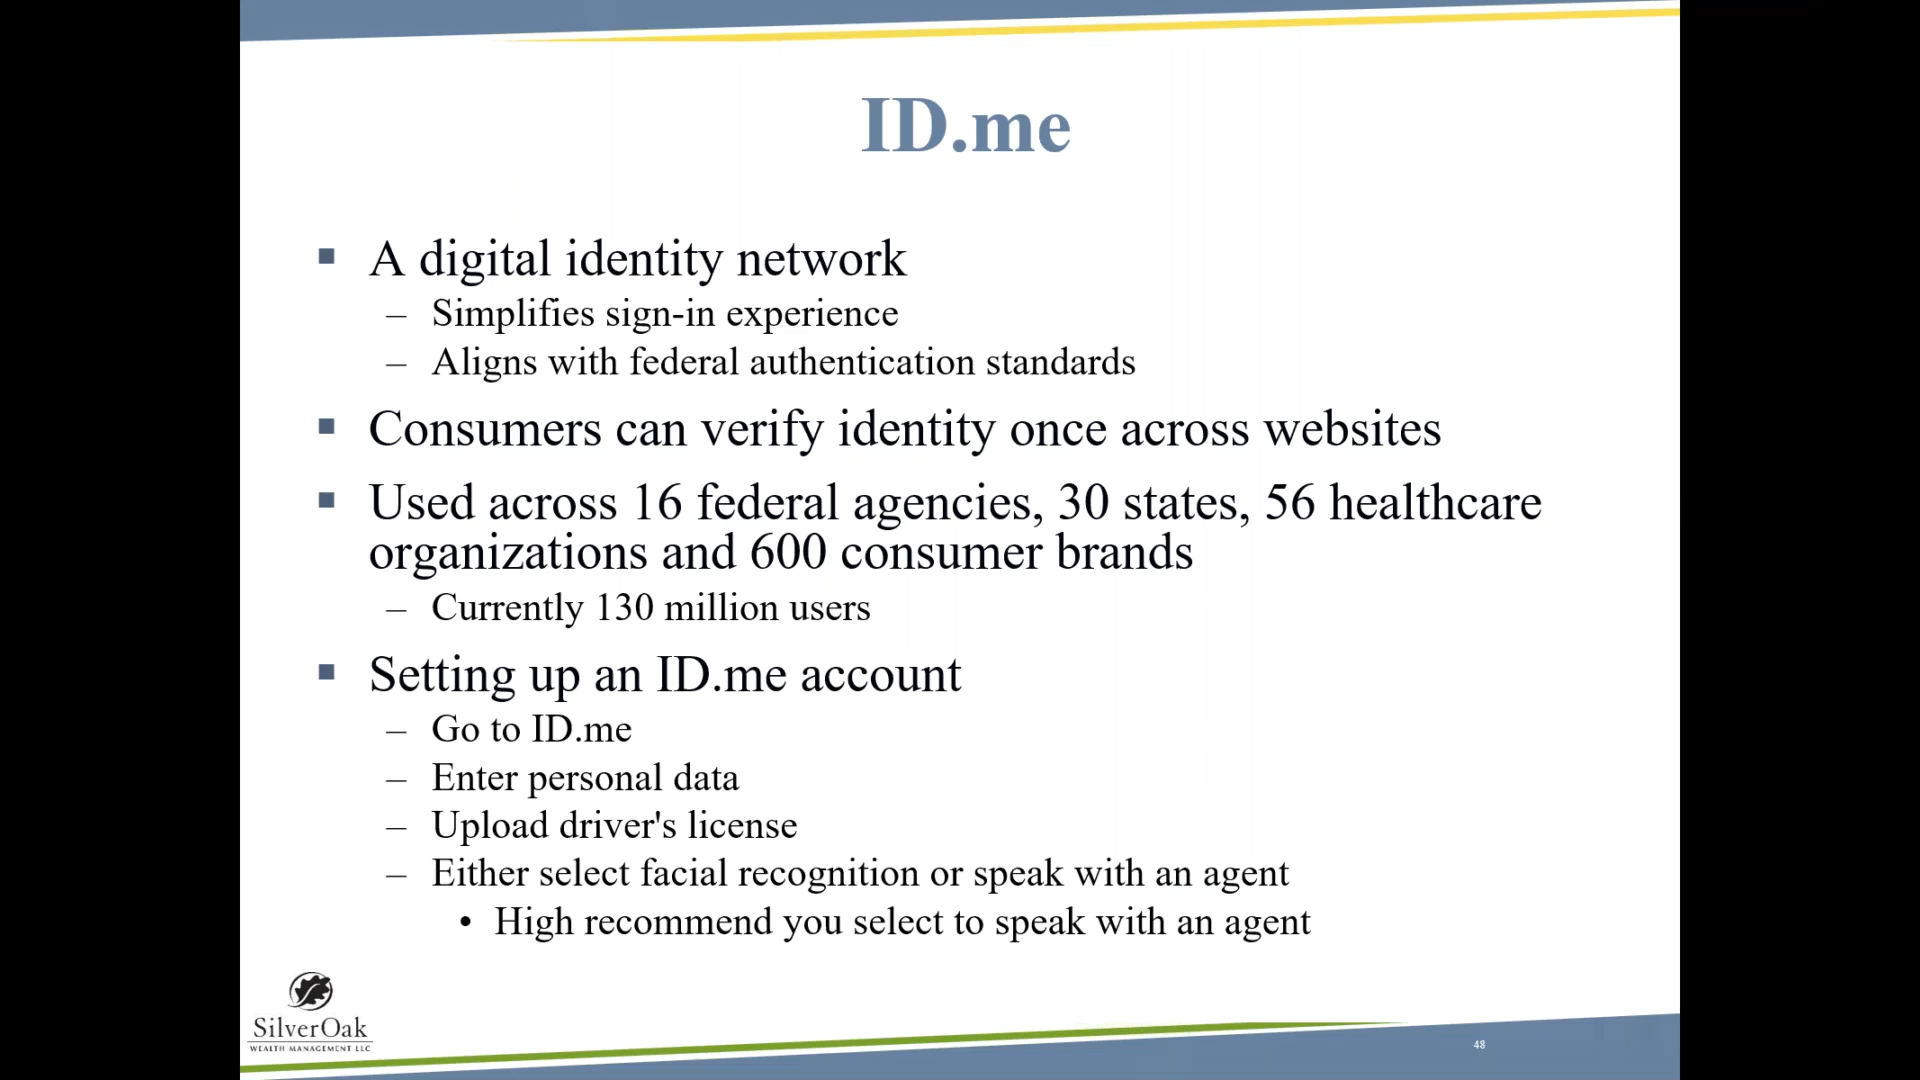 ID.me
▪ A digital identity network
– Simplifies sign-in experience
– Aligns with federal authentication standards
▪ Consumers can verify identity once across websites
▪ Used across 16 federal agencies, 30 states, 56 healthcare
organizations and 600 consumer brands
– Currently 130 million users
▪ Setting up an ID.me account
– Go to ID.me
– Enter personal data
– Upload driver's license
– Either select facial recognition or speak with an agent
• High recommend you select to speak with an agent
SilverOak
WEALTH MANAGEMENT LLC
48